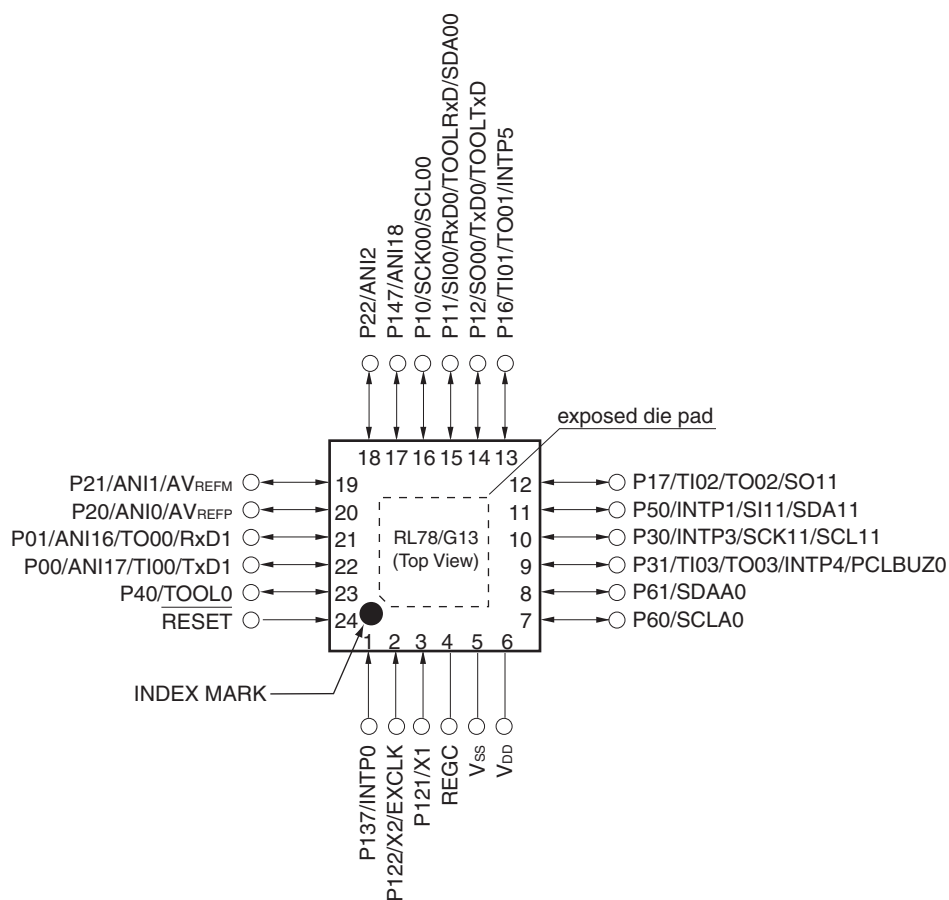 P22/ANI2
P147/ANI18
P10/SCK00/SCL00
P11/SI00/RxD0/TOOLRxD/SDA00
P12/SO00/TxD0/TOOLTxD
P16/TI01/TO01/INTP5
exposed die pad
18 17 16 15 14 13
P21/ANI1/AVREFM
19
P20/ANI0/AVREFP
20
P01/ANI16/TO00/RxD1
21
P00/ANI17/TI00/TxD1
22
P40/TOOL0
23
RESET
24
RL78/G13
(Top View)
12
P17/TI02/TO02/SO11
11
P50/INTP1/SI11/SDA11
10
P30/INTP3/SCK11/SCL11
9
P31/TI03/TO03/INTP4/PCLBUZ0
8
P61/SDAA0
7
P60/SCLA0
1 2 3 4 5 6
INDEX MARK
P137/INTP0
P122/X2/EXCLK
P121/X1
REGC
VSS
VDD